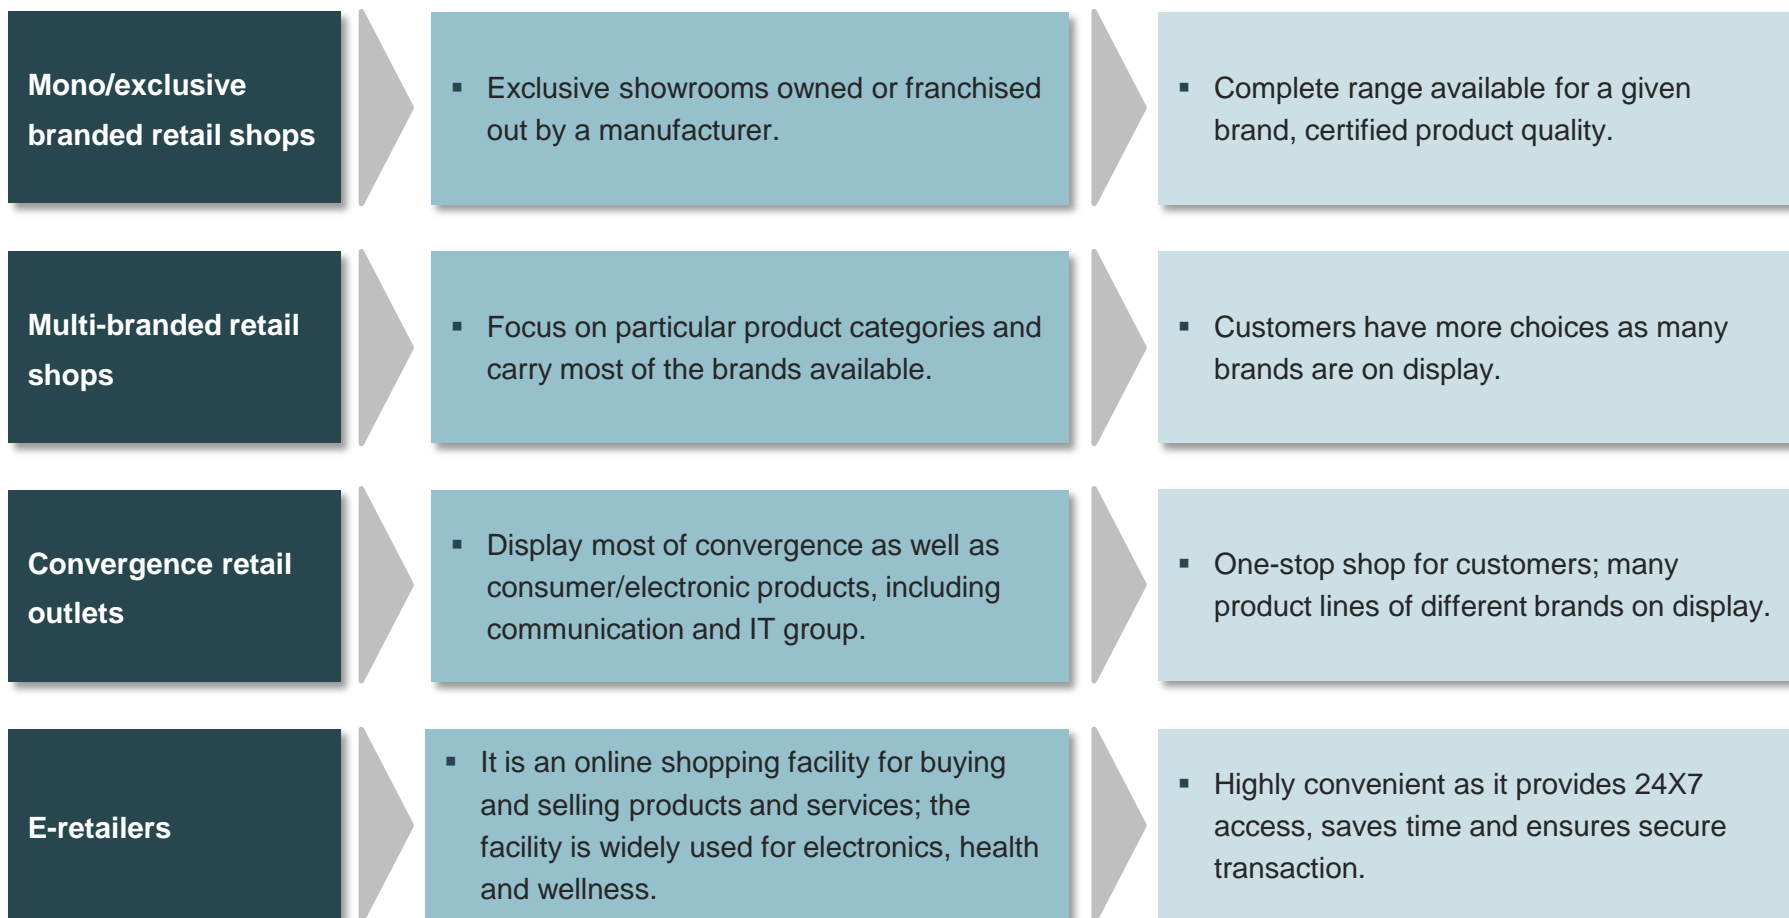 Mono/exclusive
branded retail shops
▪ Exclusive showrooms owned or franchised
out by a manufacturer.
▪ Complete range available for a given
brand, certified product quality.
Multi-branded retail
shops
▪ Focus on particular product categories and
carry most of the brands available.
▪ Customers have more choices as many
brands are on display.
Convergence retail
outlets
▪ Display most of convergence as well as
consumer/electronic products, including
communication and IT group.
▪ One-stop shop for customers; many
product lines of different brands on display.
E-retailers
▪ It is an online shopping facility for buying
and selling products and services; the
facility is widely used for electronics, health
and wellness.
▪ Highly convenient as it provides 24X7
access, saves time and ensures secure
transaction.